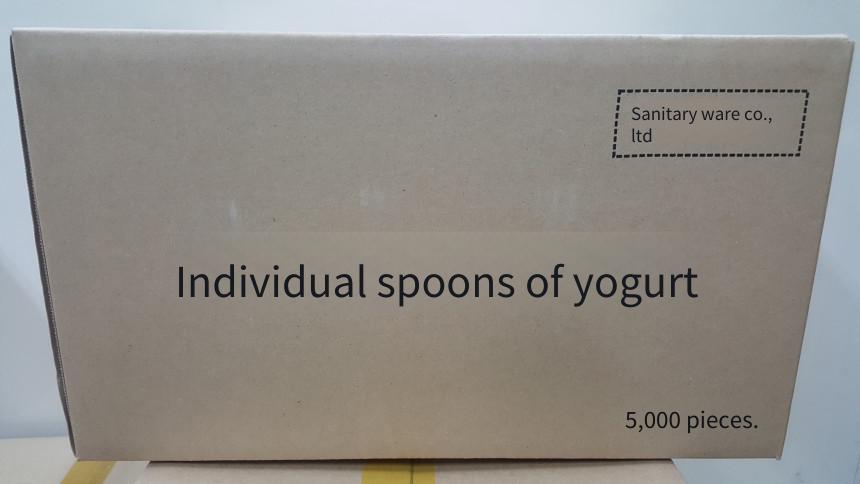 Sanitary ware co.,
ltd
Individual spoons of yogurt
5,000 pieces.